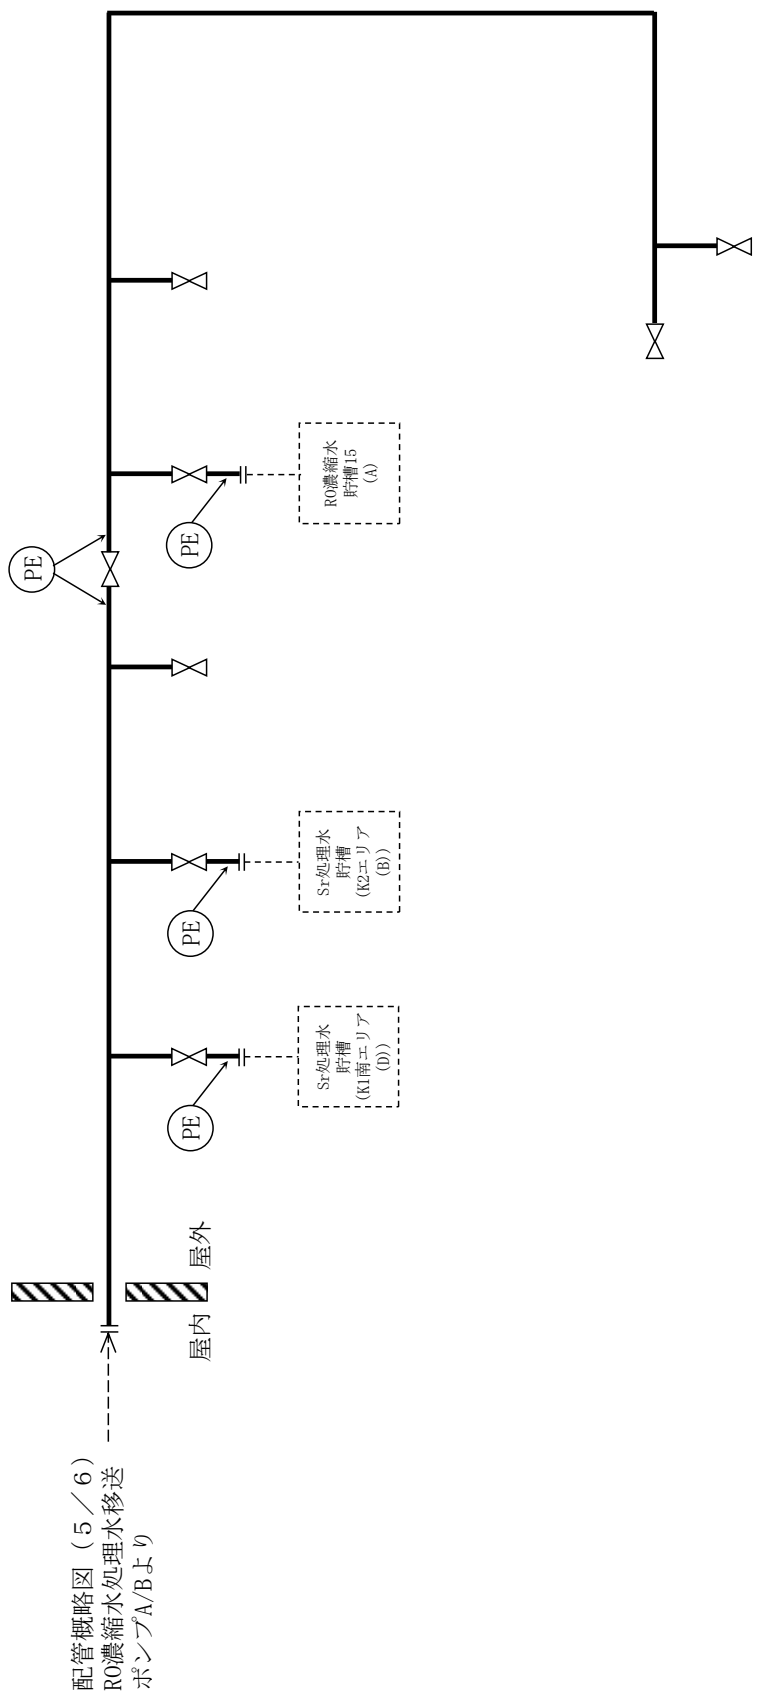 配管概略図（５／６）
RO濃縮水処理水移送
ポンプA/Bより
屋内
屋外
PE
Sr処理水
貯槽
(K1南エリア
(D))
PE
Sr処理水
貯槽
(K2エリア
(B))
PE
PE
RO濃縮水
貯槽15
(A)